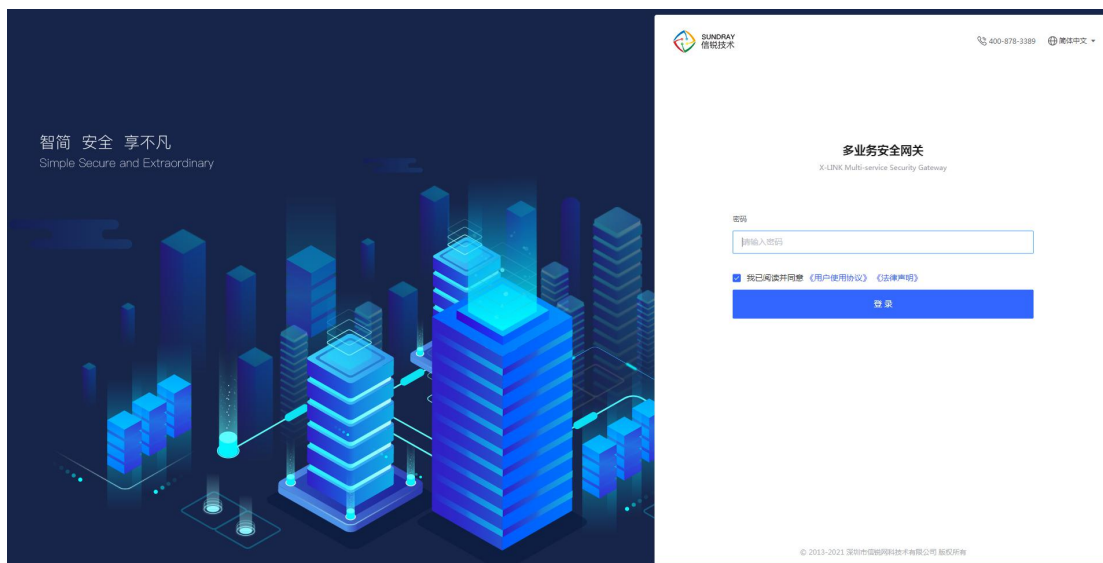 智简 安全 享不凡
Simple Secure and Extraordinary
SUNDRAY
信锐技术
400-878-3389 简体中文
多业务安全网关
X-LINK Multi-service Security Gateway
密码
请输入密码
我已阅读并同意 《用户使用协议》 《法律声明》
登录
© 2013-2021 深圳市信锐网科技术有限公司 版权所有